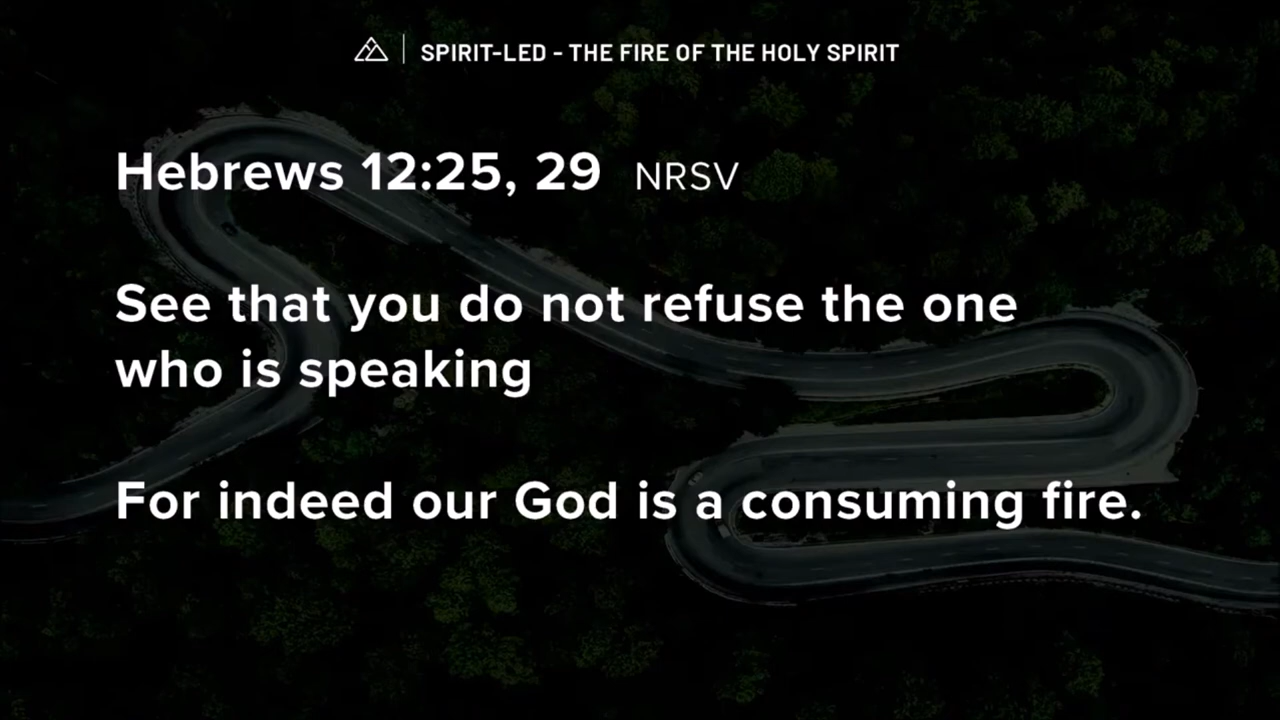 SPIRIT-LED - THE FIRE OF THE HOLY SPIRIT
Hebrews 12:25, 29 NRSV
See that you do not refuse the one
who is speaking
For indeed our God is a consuming fire.